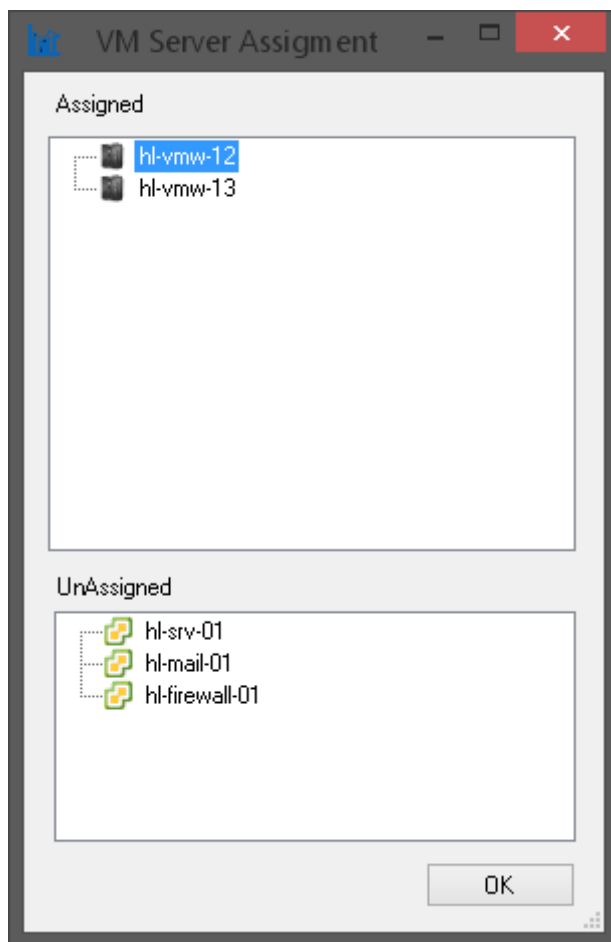 VM Server Assigment
Assigned
hl-vmw-12
hl-vmw-13
UnAssigned
hl-srv-01
hl-mail-01
hl-firewall-01
OK